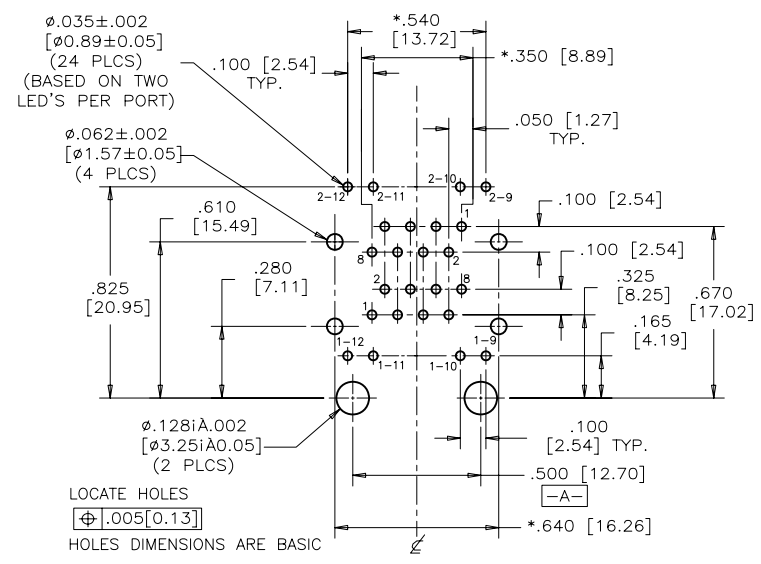 ø.035±.002
[ø0.89±0.05]
(24 PLCS)
(BASED ON TWO
LED'S PER PORT)
*.540
[13.72]
*.350 [8.89]
.100 [2.54]
TYP.
ø.062±.002
[ø1.57±0.05]
(4 PLCS)
.050 [1.27]
TYP.
2-12
2-11
2-10
2-9
.100 [2.54]
1
.610
[15.49]
8
2
.100 [2.54]
.280
[7.11]
2
8
.325
[8.25]
.670
[17.02]
.825
[20.95]
1
.165
[4.19]
1-12
1-11
1-10
1-9
ø.128iÀ.002
[ø3.25iÀ0.05]
(2 PLCS)
.100
[2.54] TYP.
.500 [12.70]
-A-
LOCATE HOLES
⌖ .005[0.13]
*.640 [16.26]
HOLES DIMENSIONS ARE BASIC
℄